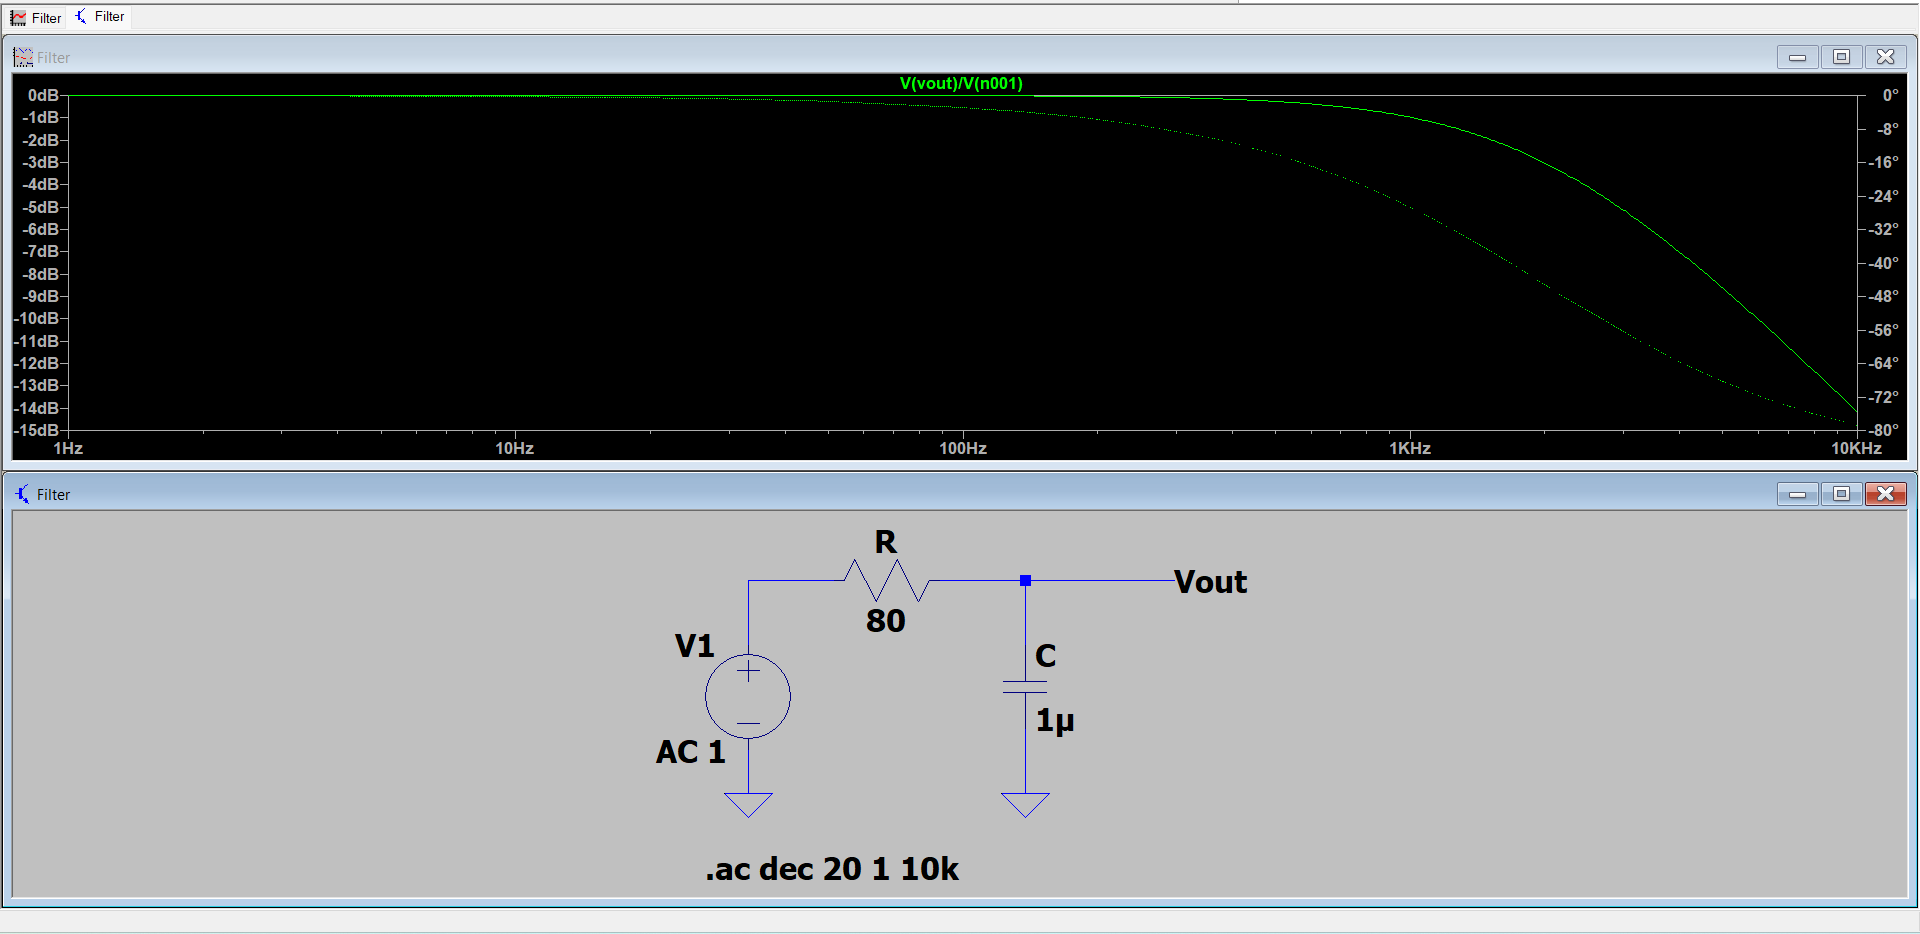 Filter Filter
Filter
V(vout)/V(n001)
0dB 0°
-1dB -8°
-2dB -16°
-3dB -24°
-4dB -32°
-5dB -40°
-6dB -48°
-7dB -56°
-8dB -64°
-9dB -72°
-10dB -80°
-11dB
-12dB
-13dB
-14dB
-15dB
1Hz 10Hz 100Hz 1KHz 10KHz
Filter
R
80
Vout
V1
C
1µ
AC 1
.ac dec 20 1 10k